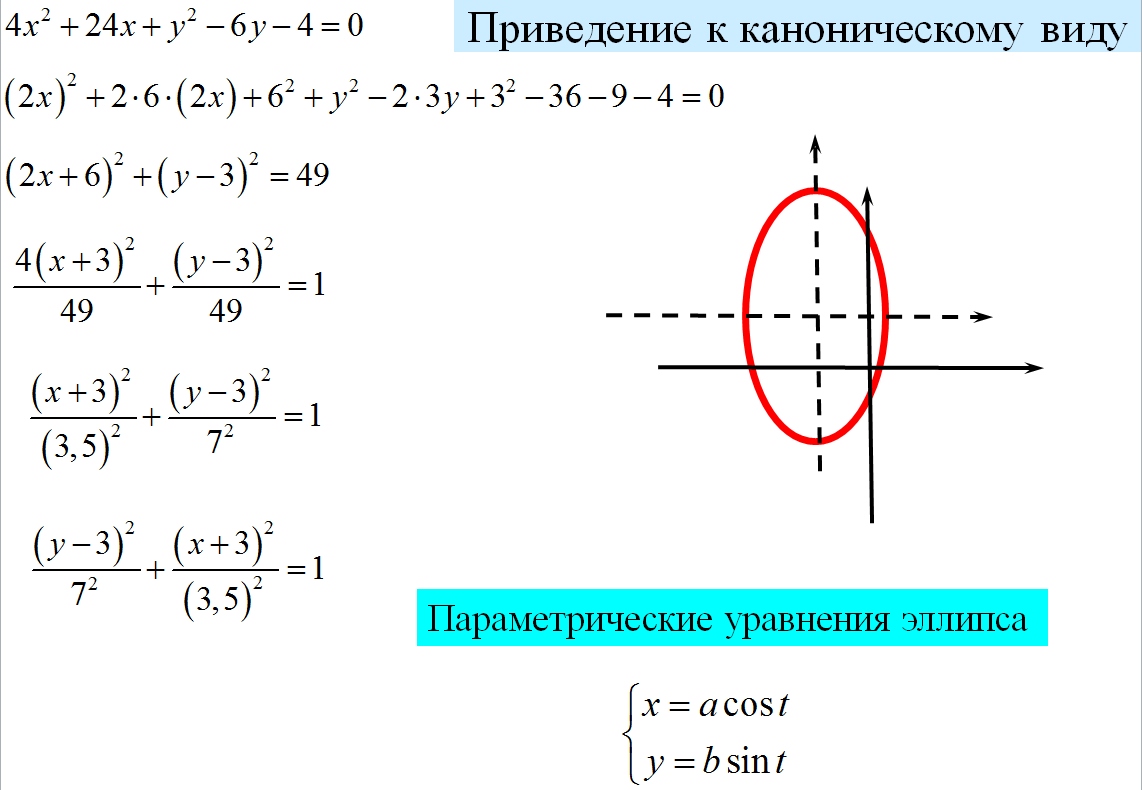 4x² + 24x + y² − 6y − 4 = 0
Приведение к каноническому виду
(2x)² + 2·6·(2x) + 6² + y² − 2·3y + 3² − 36 − 9 − 4 = 0
(2x + 6)² + (y − 3)² = 49
4(x + 3)²/49 + (y − 3)²/49 = 1
(x + 3)²/(3,5)² + (y − 3)²/7² = 1
(y − 3)²/7² + (x + 3)²/(3,5)² = 1
Параметрические уравнения эллипса
{ x = a cos t
y = b sin t